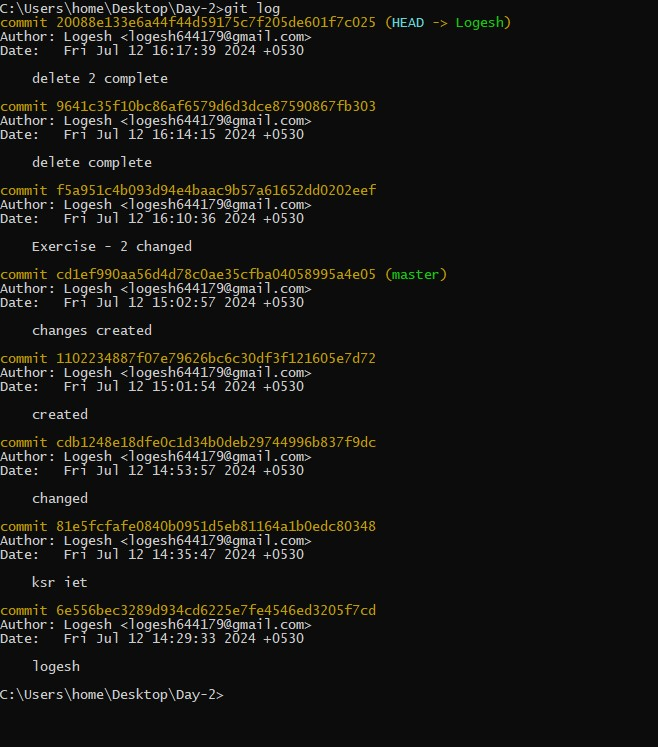 C:\Users\home\Desktop\Day-2>git log
commit 20088e133e6a44f44d59175c7f205de601f7c025 (HEAD -> Logesh)
Author: Logesh <logesh644179@gmail.com>
Date:   Fri Jul 12 16:17:39 2024 +0530
delete 2 complete
commit 9641c35f10bc86af6579d6d3dce87590867fb303
Author: Logesh <logesh644179@gmail.com>
Date:   Fri Jul 12 16:14:15 2024 +0530
delete complete
commit f5a951c4b093d94e4baac9b57a61652dd0202eef
Author: Logesh <logesh644179@gmail.com>
Date:   Fri Jul 12 16:10:36 2024 +0530
Exercise - 2 changed
commit cd1ef990aa56d4d78c0ae35cfba04058995a4e05 (master)
Author: Logesh <logesh644179@gmail.com>
Date:   Fri Jul 12 15:02:57 2024 +0530
changes created
commit 1102234887f07e79626bc6c30df3f121605e7d72
Author: Logesh <logesh644179@gmail.com>
Date:   Fri Jul 12 15:01:54 2024 +0530
created
commit cdb1248e18dfe0c1d34b0deb29744996b837f9dc
Author: Logesh <logesh644179@gmail.com>
Date:   Fri Jul 12 14:53:57 2024 +0530
changed
commit 81e5fcfafe0840b0951d5eb81164a1b0edc80348
Author: Logesh <logesh644179@gmail.com>
Date:   Fri Jul 12 14:35:47 2024 +0530
ksr iet
commit 6e556bec3289d934cd6225e7fe4546ed3205f7cd
Author: Logesh <logesh644179@gmail.com>
Date:   Fri Jul 12 14:29:33 2024 +0530
logesh
C:\Users\home\Desktop\Day-2>